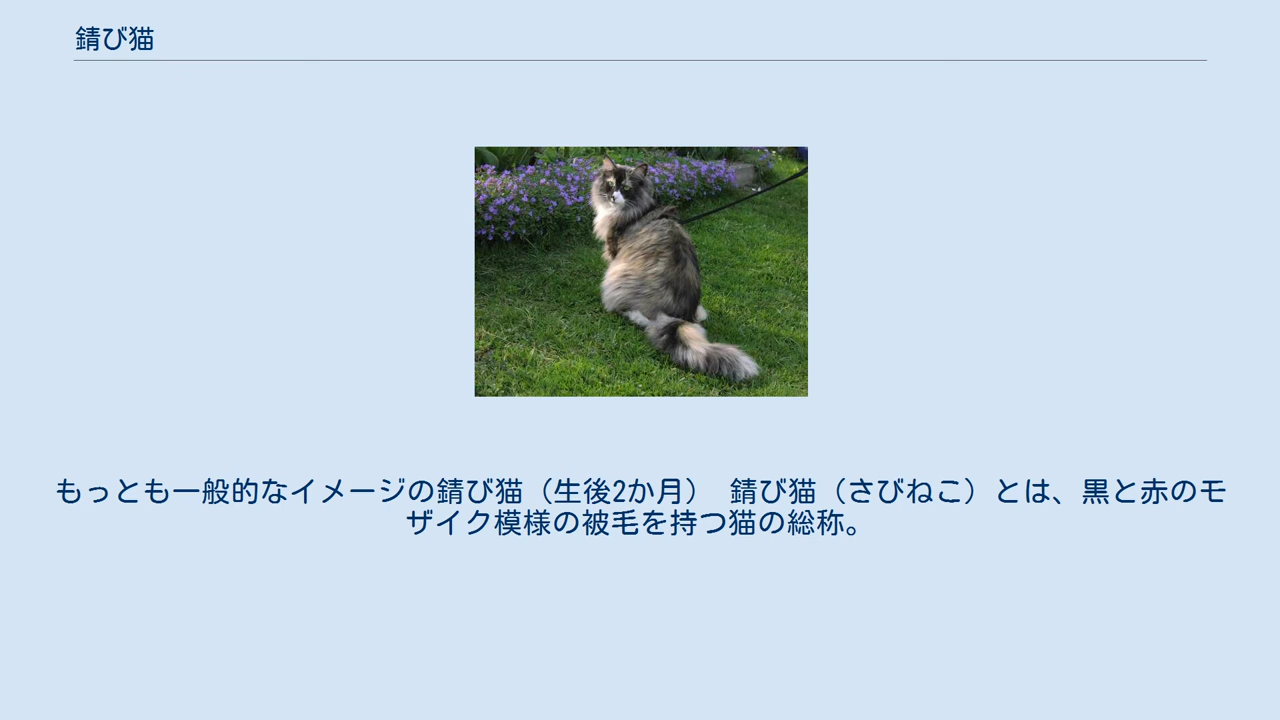 錆び猫
もっとも一般的なイメージの錆び猫（生後2か月） 錆び猫（さびねこ）とは、黒と赤のモ
ザイク模様の被毛を持つ猫の総称。